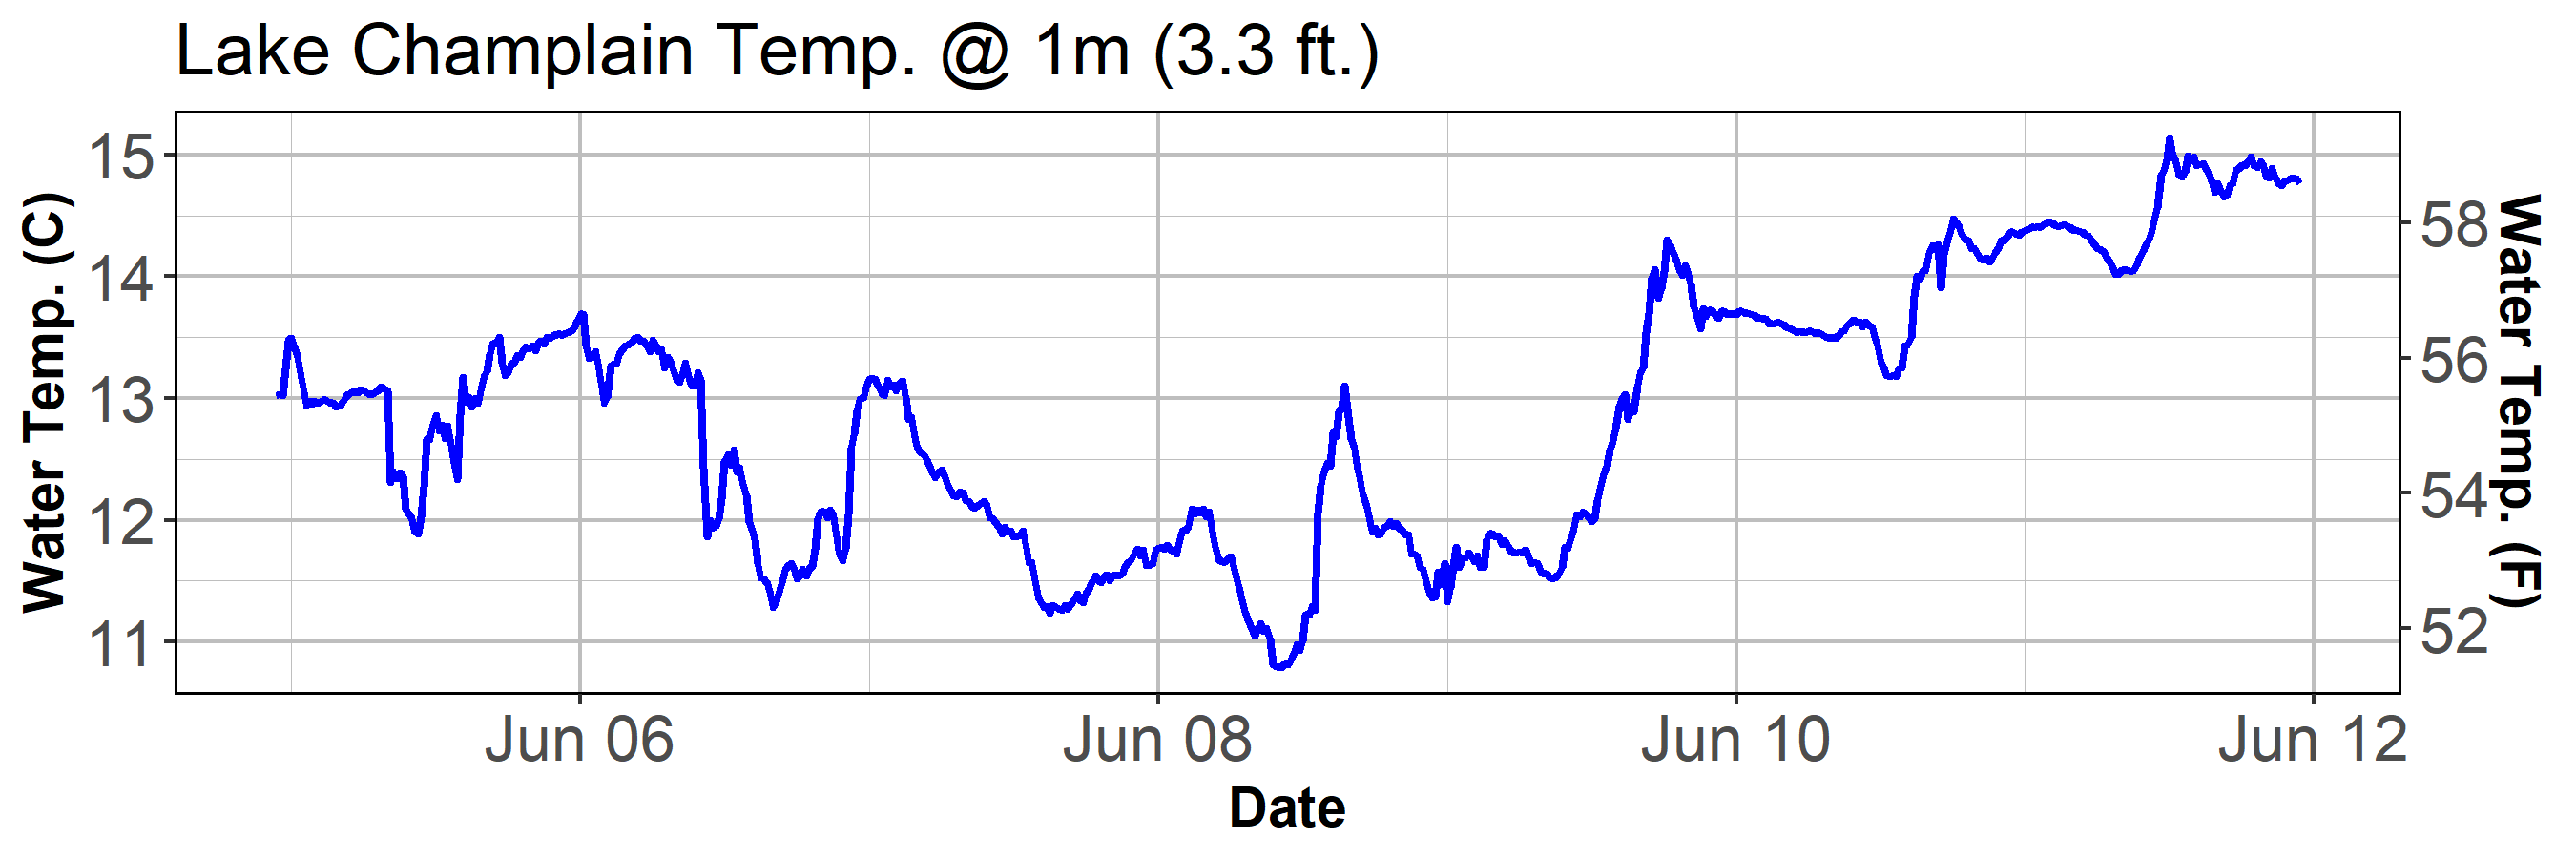 Lake Champlain Temp. @ 1m (3.3 ft.)
Water Temp. (C)
15
14
13
12
11
58
56
54
52
Water Temp. (F)
Jun 06 Jun 08 Jun 10 Jun 12
Date